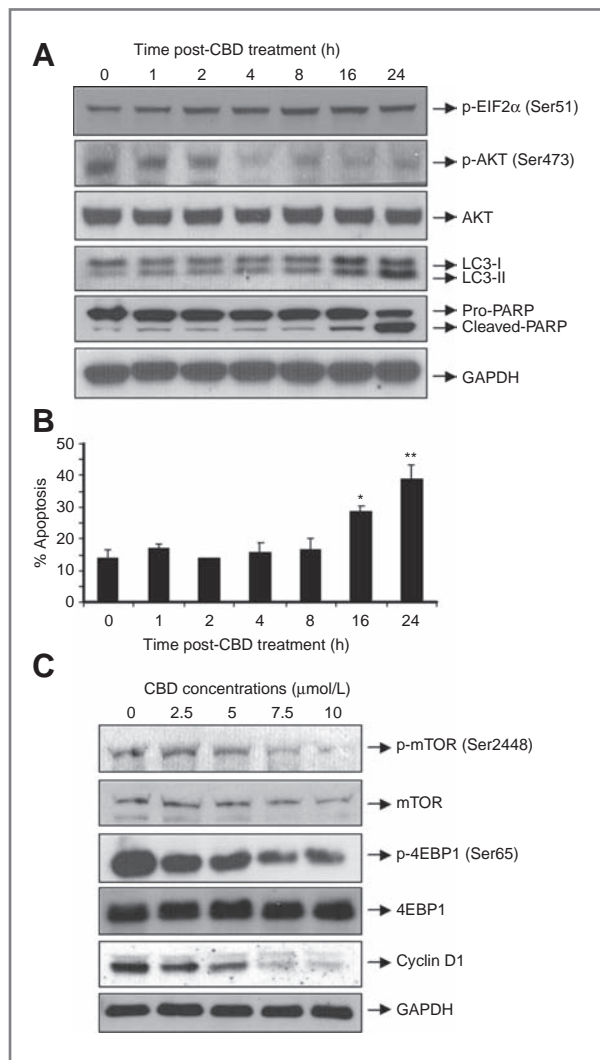 A
Time post-CBD treatment (h)
0 1 2 4 8 16 24
p-EIF2α (Ser51)
p-AKT (Ser473)
AKT
LC3-I
LC3-II
Pro-PARP
Cleaved-PARP
GAPDH
B
% Apoptosis
50
40
30
20
10
0
*
**
0 1 2 4 8 16 24
Time post-CBD treatment (h)
C
CBD concentrations (μmol/L)
0 2.5 5 7.5 10
p-mTOR (Ser2448)
mTOR
p-4EBP1 (Ser65)
4EBP1
Cyclin D1
GAPDH